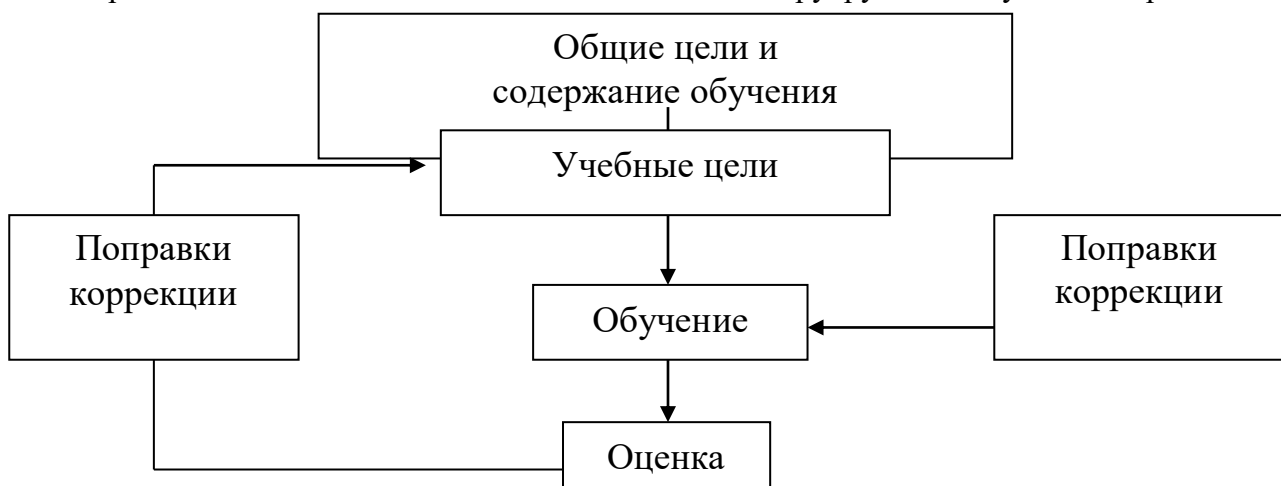 Общие цели и
содержание обучения
Учебные цели
Поправки
коррекции
Поправки
коррекции
Обучение
Оценка